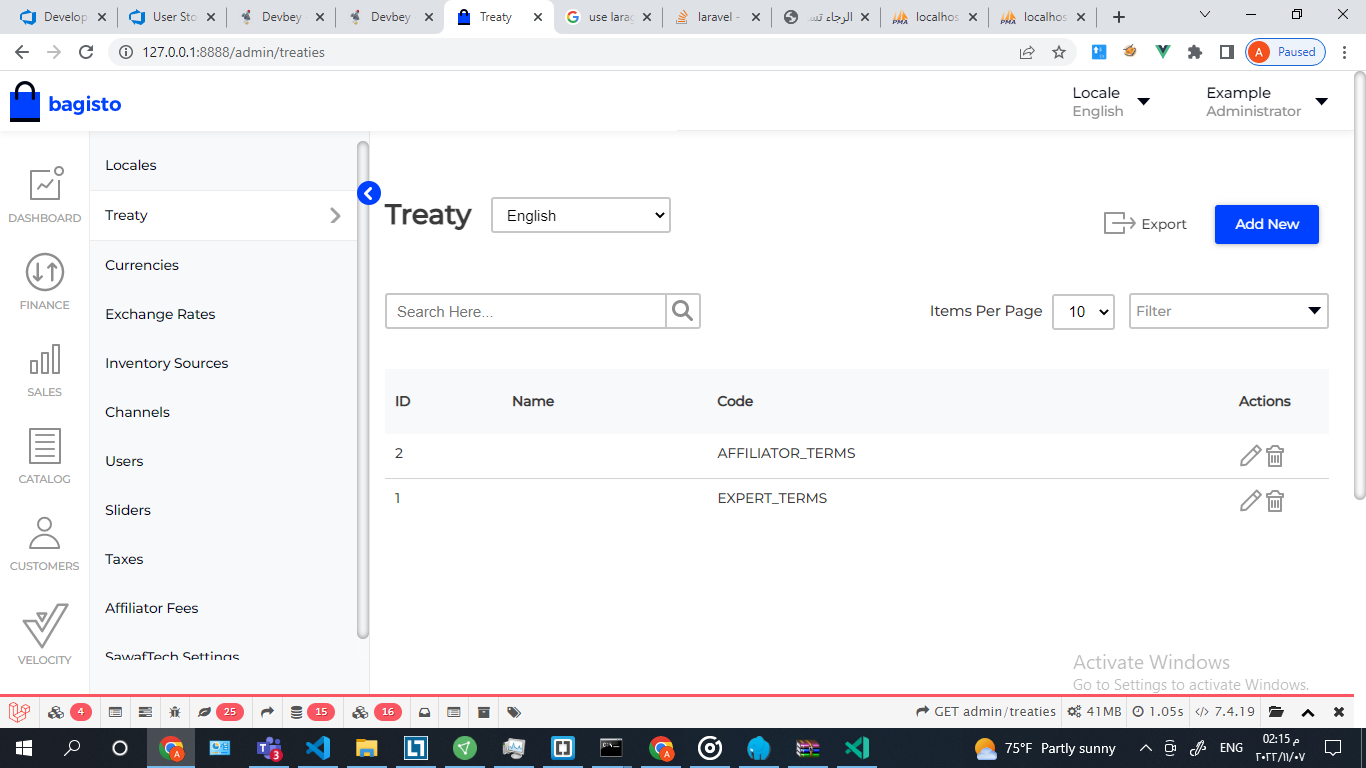 Develop
User Sto
Devbey
Devbey
Treaty
use larag
laravel -
الرجاء تس
localhos
localhos
127.0.0.1:8888/admin/treaties
A Paused
bagisto
Locale
English
Example
Administrator
DASHBOARD
FINANCE
SALES
CATALOG
CUSTOMERS
VELOCITY
Locales
Treaty
Currencies
Exchange Rates
Inventory Sources
Channels
Users
Sliders
Taxes
Affiliator Fees
SawafTech Settings
Treaty English
Export Add New
Search Here...
Items Per Page 10 Filter
ID Name Code Actions
2 AFFILIATOR_TERMS
1 EXPERT_TERMS
Activate Windows
Go to Settings to activate Windows.
4 25 15 16 GET admin/treaties 41MB 1.05s 7.4.19
3
75°F Partly sunny
ENG
02:15 م
٢٠٢٢/١١/٠٧